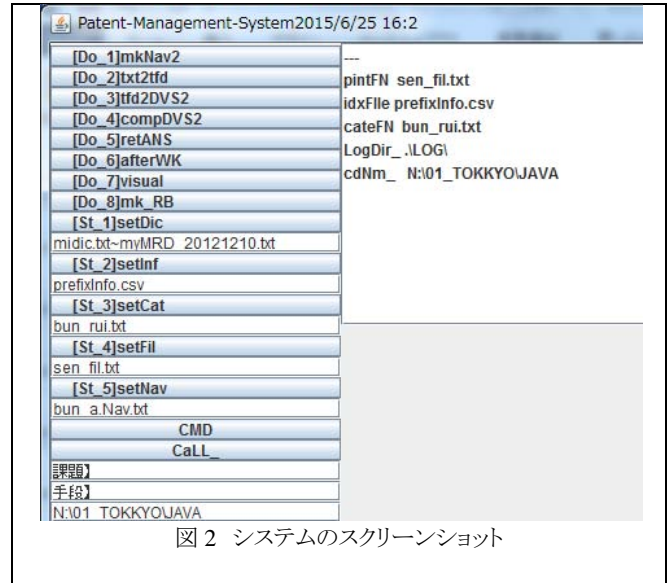 Patent-Management-System2015/6/25 16:2
[Do_1]mkNav2
[Do_2]txt2tfd
[Do_3]tfd2DVS2
[Do_4]compDVS2
[Do_5]retANS
[Do_6]afterWK
[Do_7]visual
[Do_8]mk_RB
[St_1]setDic
midic.txt~myMRD_20121210.txt
[St_2]setInf
prefixInfo.csv
[St_3]setCat
bun_rui.txt
[St_4]setFil
sen_fil.txt
[St_5]setNav
bun_a.Nav.txt
CMD
CaLL_
課題】
手段】
N:\01_TOKKYO\JAVA
---
pintFN sen_fil.txt
idxFIle prefixInfo.csv
cateFN bun_rui.txt
LogDir_ .\LOG\
cdNm_ N:\01_TOKKYO\JAVA
図 2 システムのスクリーンショット